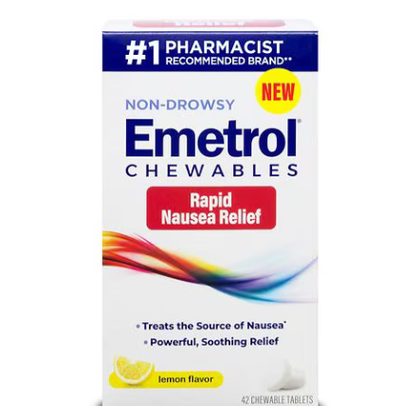 #1 PHARMACIST
RECOMMENDED BRAND**
NEW
NON-DROWSY
Emetrol®
CHEWABLES
Rapid
Nausea Relief
• Treats the Source of Nausea*
• Powerful, Soothing Relief
lemon flavor
42 CHEWABLE TABLETS